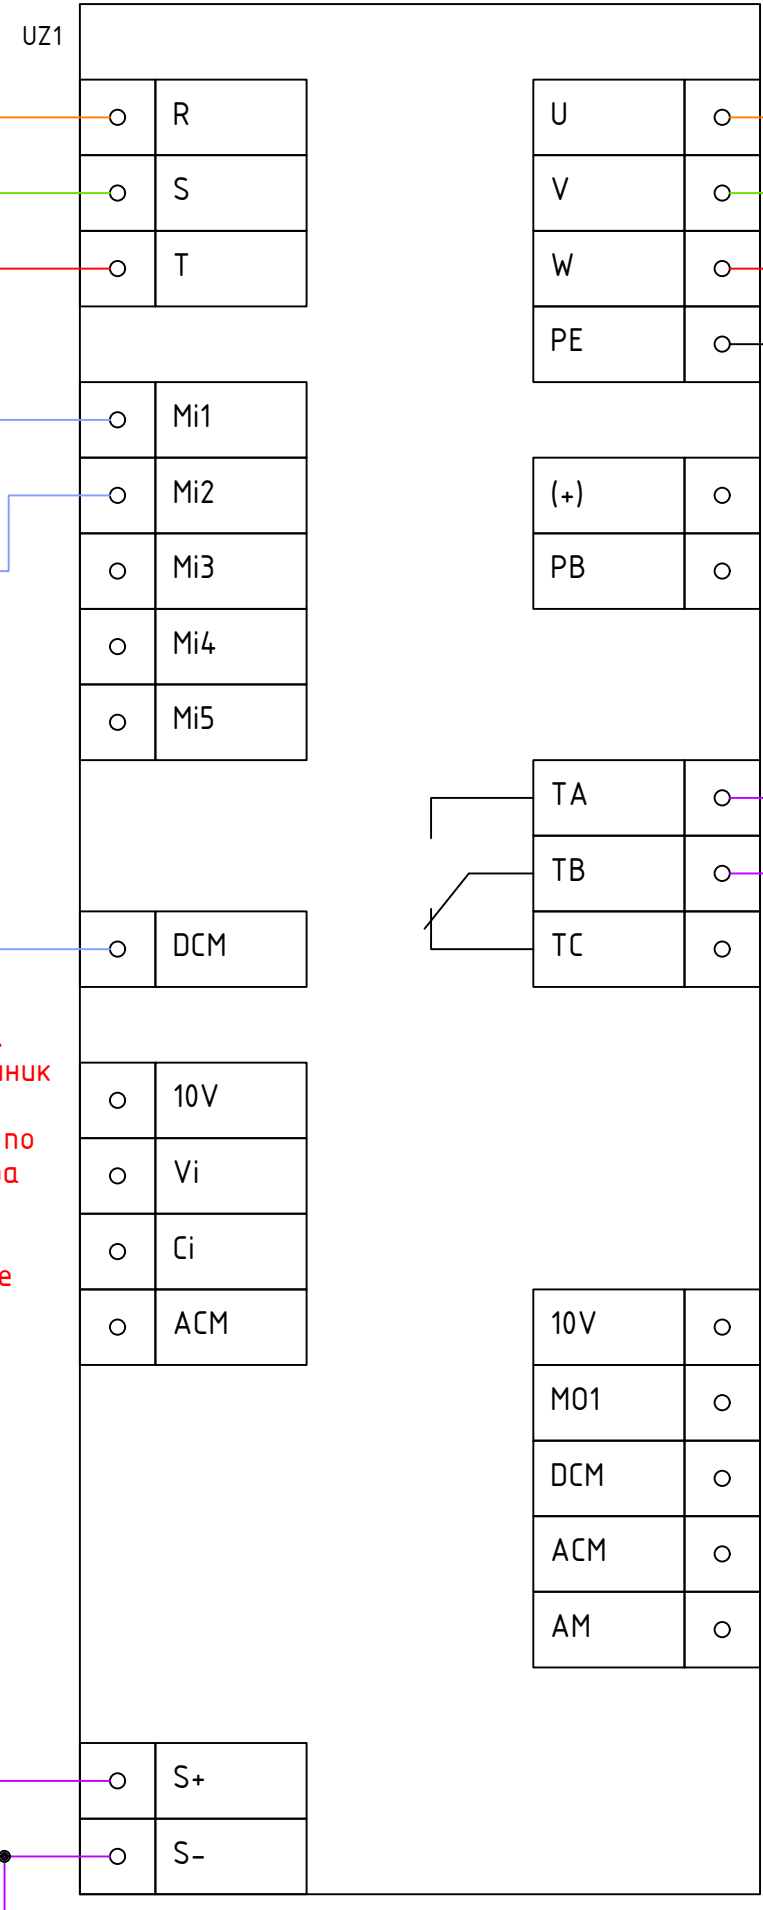 UZ1
R
S
T
Mi1
Mi2
Mi3
Mi4
Mi5
DCM
по
10V
Vi
Ci
ACM
S+
S-
U
V
W
PE
(+)
PB
TA
TB
TC
10V
MO1
DCM
ACM
AM